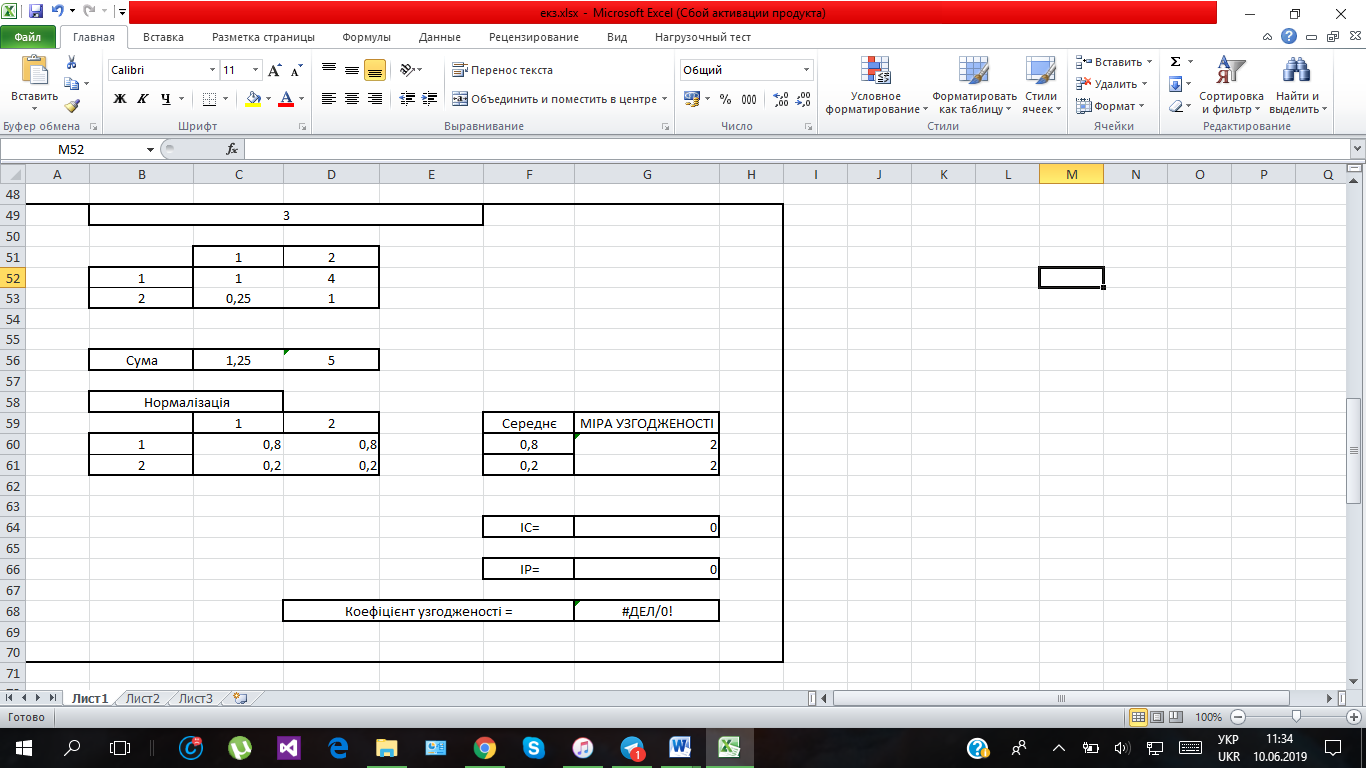 екз.xlsx - Microsoft Excel (Сбой активации продукта)
Файл Главная Вставка Разметка страницы Формулы Данные Рецензирование Вид Нагрузочный тест
Вставить
Буфер обмена
Calibri 11
Ж К Ч
Шрифт
Перенос текста
Объединить и поместить в центре
Выравнивание
Общий
% 000
Число
Условное форматирование
Форматировать как таблицу
Стили ячеек
Стили
Вставить
Удалить
Формат
Ячейки
Сортировка и фильтр
Найти и выделить
Редактирование
M52 fx
A B C D E F G H I J K L M N O P Q
48
49 3
50
51 1 2
52 1 1 4
53 2 0,25 1
54
55
56 Сума 1,25 5
57
58 Нормалізація
59 1 2 Середнє МІРА УЗГОДЖЕНОСТІ
60 1 0,8 0,8 0,8 2
61 2 0,2 0,2 0,2 2
62
63
64 ІС= 0
65
66 ІР= 0
67
68 Коефіцієнт узгодженості = #ДЕЛ/0!
69
70
71
Лист1 Лист2 Лист3
Готово 100%
УКР 11:34
UKR 10.06.2019